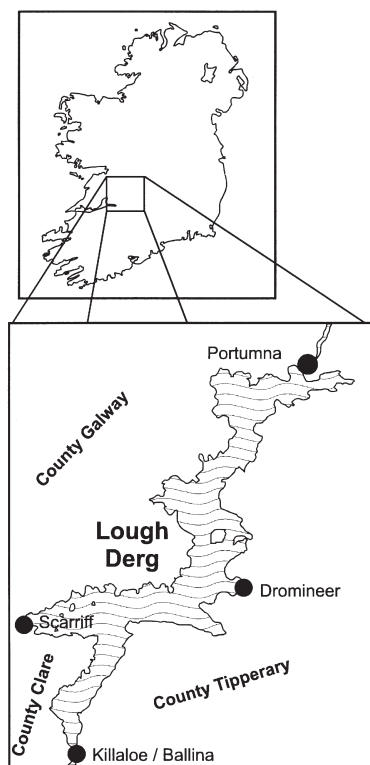 Portumna
County Galway
Lough
Derg
Dromineer
Scarriff
County Clare
County Tipperary
Killaloe / Ballina